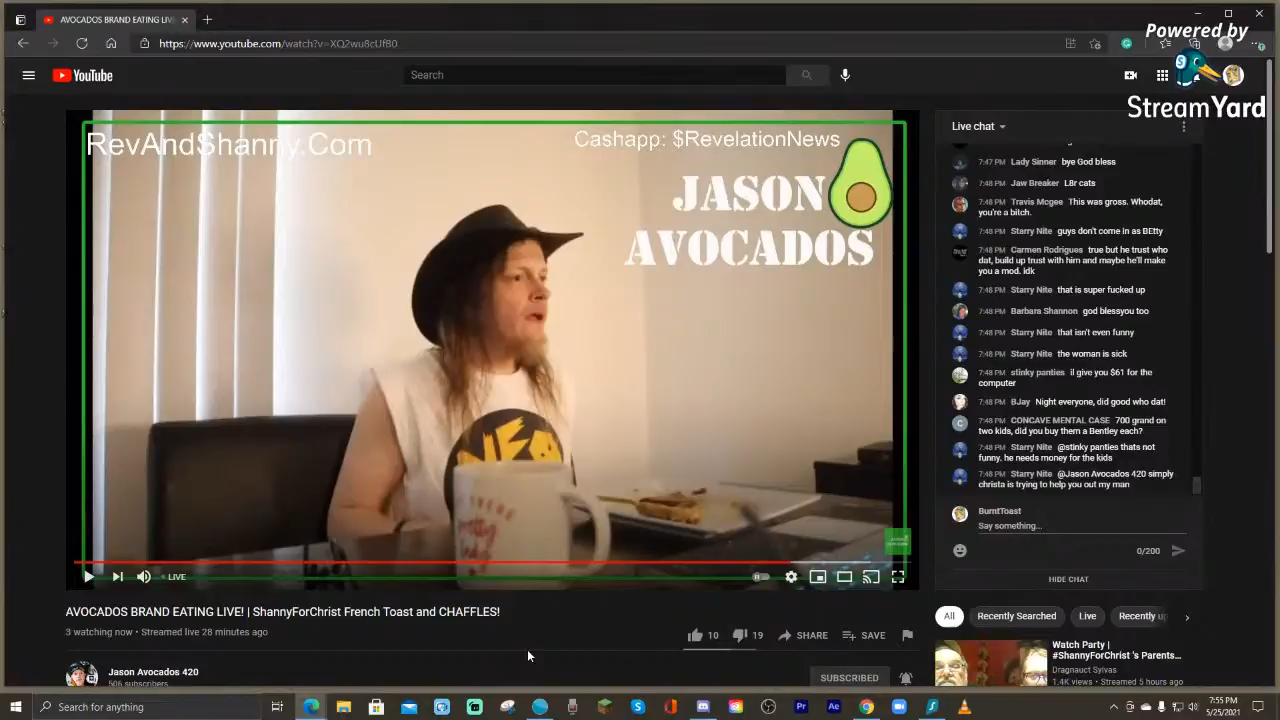 AVOCADOS BRAND EATING LIVE!
https://www.youtube.com/watch?v=XQ2wu8cUfB0
Powered by
StreamYard
YouTube
Search
RevAndShanny.Com
Cashapp: $RevelationNews
JASON
AVOCADOS
LIVE
Live chat
7:47 PM Lady Sinner bye God bless
7:48 PM Jaw Breaker L8r cats
7:48 PM Travis Mcgee This was gross. Whodat,
you're a bitch.
7:48 PM Starry Nite guys don't come in as BEtty
7:48 PM Carmen Rodrigues true but he trust who
dat, build up trust with him and maybe he'll make
you a mod. idk
7:48 PM Starry Nite that is super fucked up
7:48 PM Barbara Shannon god blessyou too
7:48 PM Starry Nite that isn't even funny
7:48 PM Starry Nite the woman is sick
7:48 PM stinky panties il give you $61 for the
computer
7:48 PM BJay Night everyone, did good who dat!
7:48 PM CONCAVE MENTAL CASE 700 grand on
two kids, did you buy them a Bentley each?
7:48 PM Starry Nite @stinky panties thats not
funny. he needs money for the kids
7:48 PM Starry Nite @Jason Avocados 420 simply
christa is trying to help you out my man
BurntToast
Say something...
0/200
HIDE CHAT
AVOCADOS BRAND EATING LIVE! | ShannyForChrist French Toast and CHAFFLES!
3 watching now • Streamed live 28 minutes ago
10
19
SHARE
SAVE
Jason Avocados 420
506 subscribers
SUBSCRIBED
All
Recently Searched
Live
Recently up
Watch Party |
#ShannyForChrist 's Parents...
Dragnauct Sylvas
1.4K views • Streamed 5 hours ago
Search for anything
7:55 PM
5/25/2021